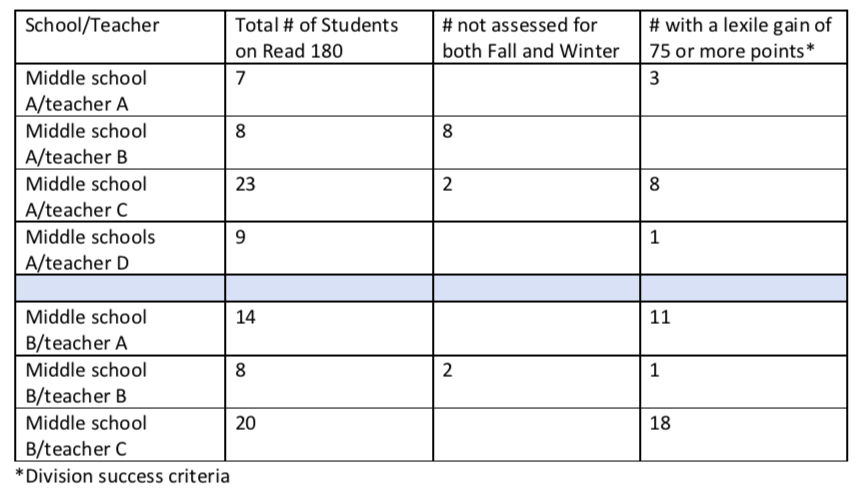 School/Teacher Total # of Students # not assessed for # with a lexile gain of
on Read 180 both Fall and Winter 75 or more points*
Middle school 7 3
A/teacher A
Middle school 8 8
A/teacher B
Middle school 23 2 8
A/teacher C
Middle schools 9 1
A/teacher D
Middle school 14 11
B/teacher A
Middle school 8 2 1
B/teacher B
Middle school 20 18
B/teacher C
*Division success criteria